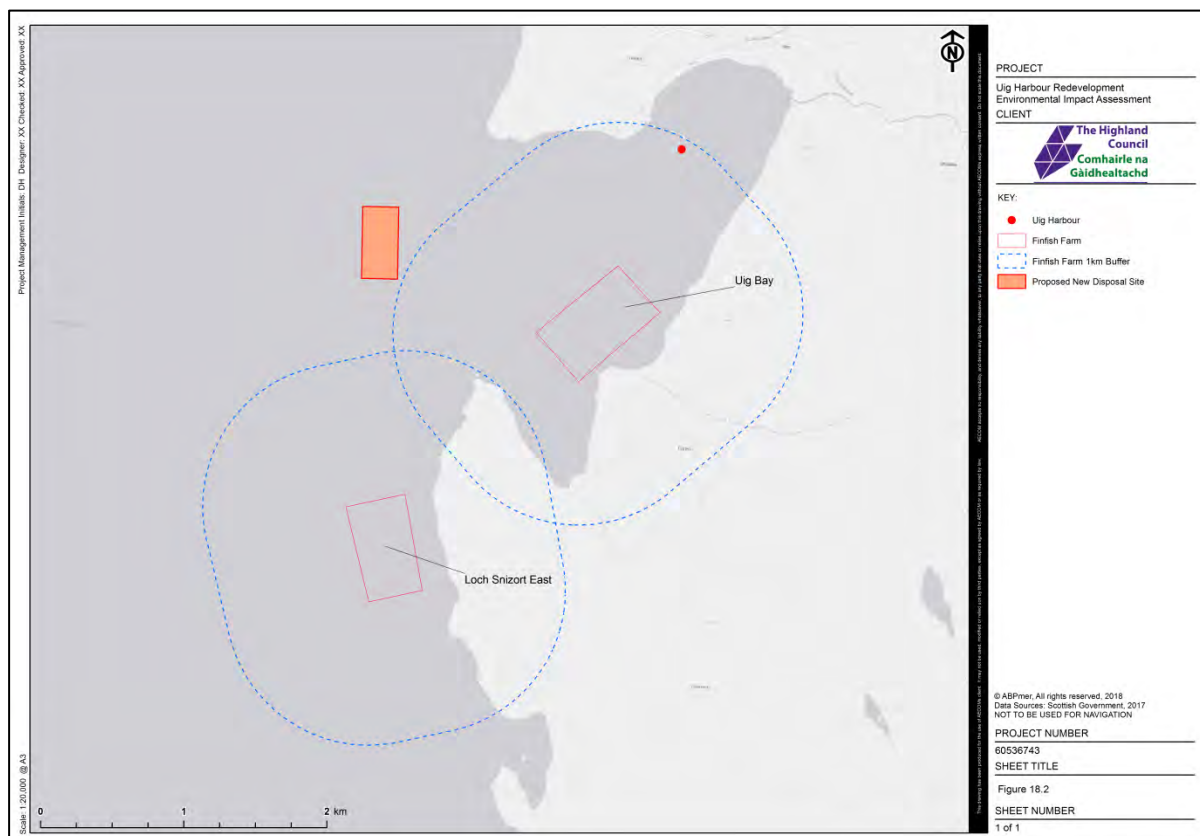 Project Management Initials: DH Designer: XX Checked: XX Approved: XX
Scale: 1:20,000 @ A3
N
Uig Bay
Loch Snizort East
0 1 2 km
PROJECT
Uig Harbour Redevelopment
Environmental Impact Assessment
CLIENT
The Highland
Council
Comhairle na
Gàidhealtachd
KEY:
Uig Harbour
Finfish Farm
Finfish Farm 1km Buffer
Proposed New Disposal Site
© ABPmer, All rights reserved, 2018
Data Sources: Scottish Government, 2017
NOT TO BE USED FOR NAVIGATION
PROJECT NUMBER
60536743
SHEET TITLE
Figure 18.2
SHEET NUMBER
1 of 1